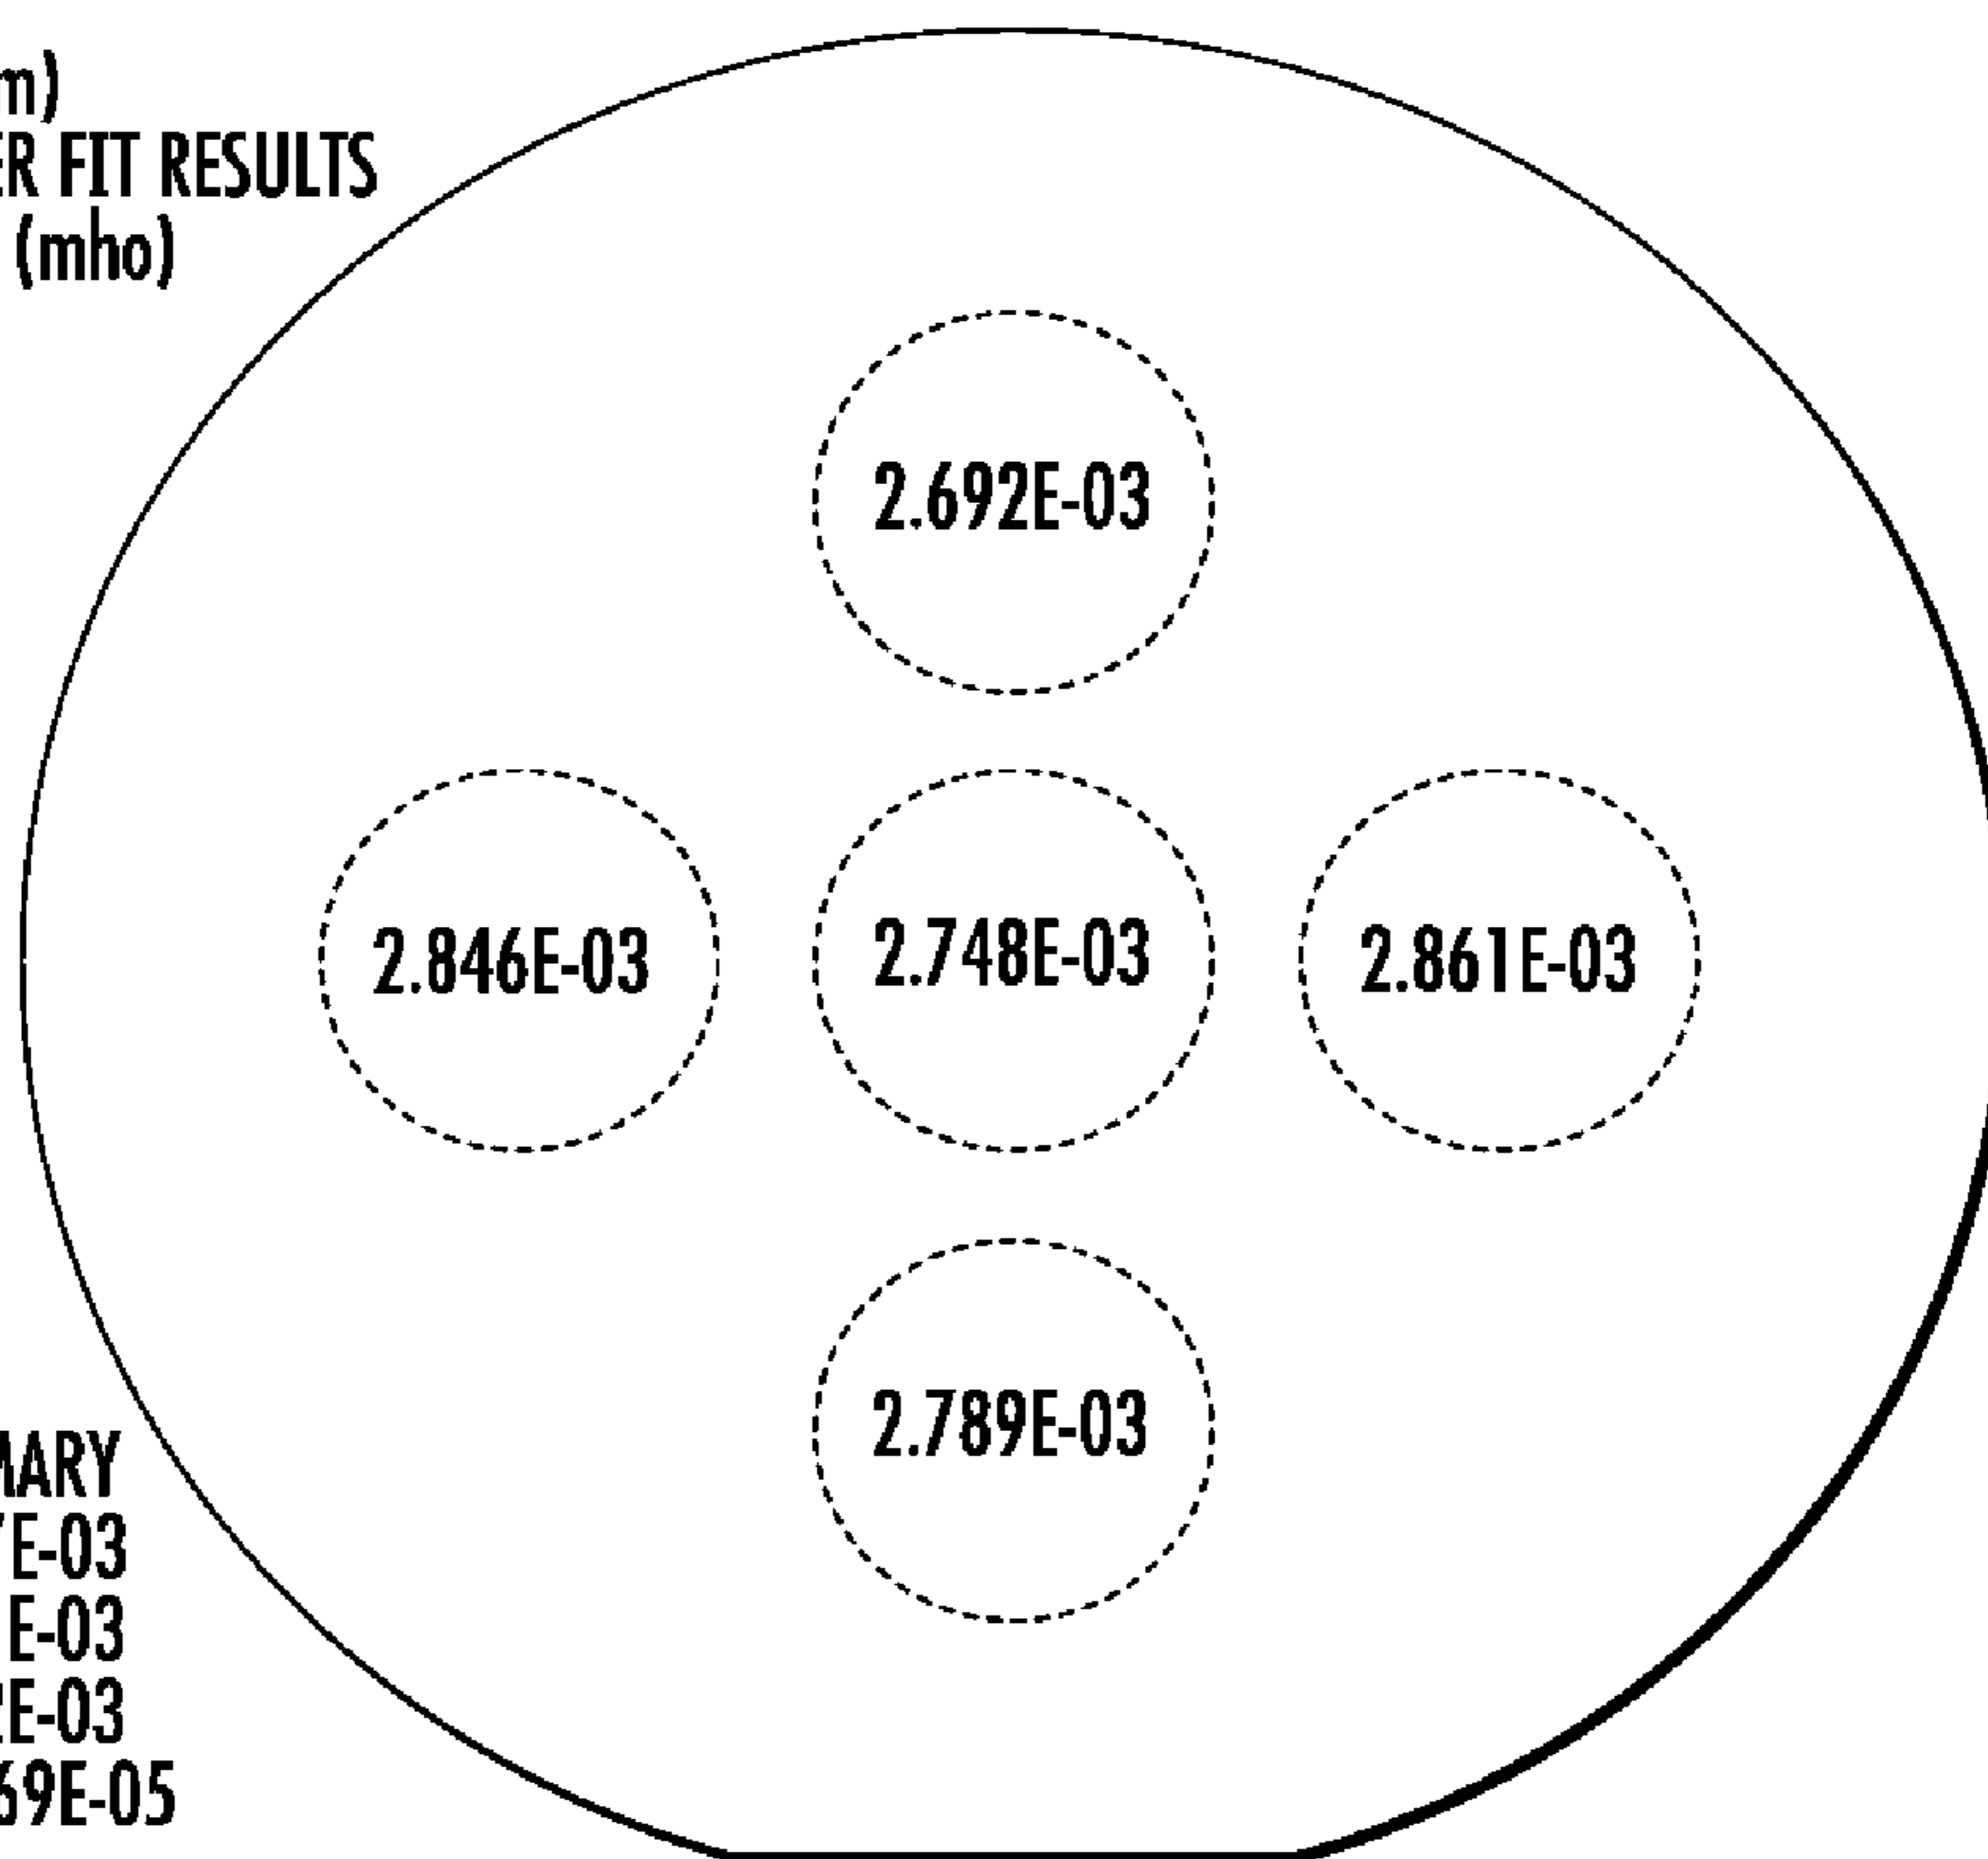 m)
ER FIT RESULTS
(mho)
2.692E-03
2.846E-03
2.748E-03
2.861E-03
2.789E-03
MARY
E-03
E-03
E-03
69E-05